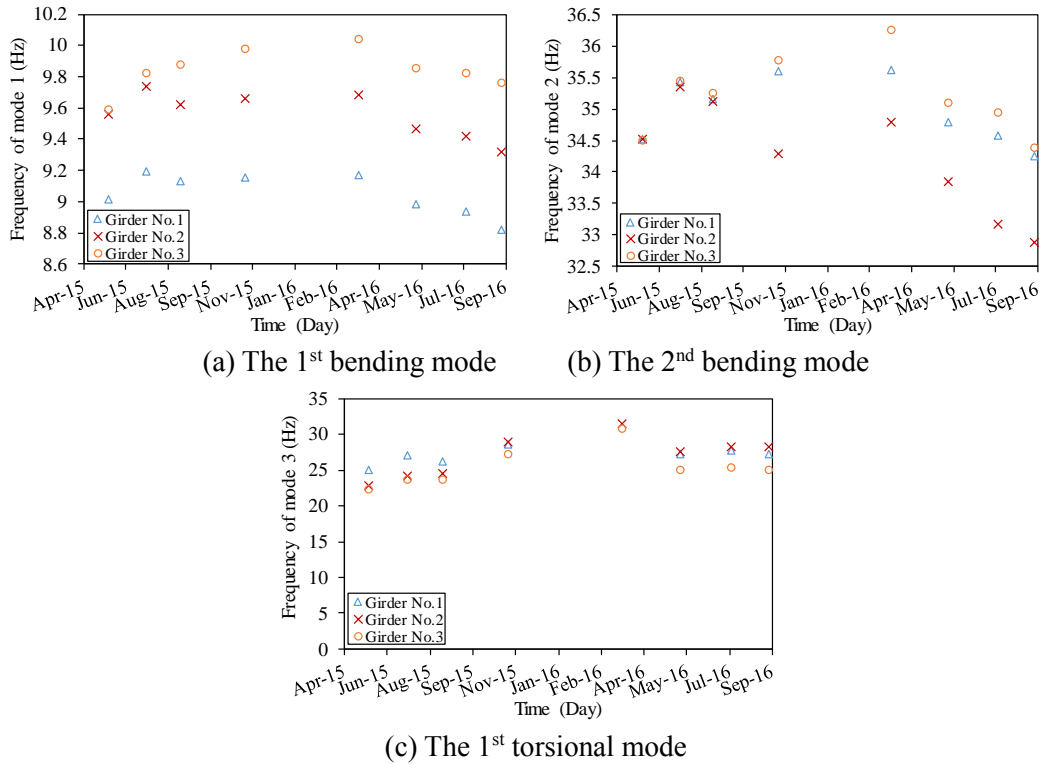 Frequency of mode 1 (Hz)
10.2
10
9.8
9.6
9.4
9.2
9
8.8
8.6
Girder No.1
Girder No.2
Girder No.3
Apr-15 Jun-15 Aug-15 Sep-15 Nov-15 Jan-16 Feb-16 Apr-16 May-16 Jul-16 Sep-16
Time (Day)
(a) The 1st bending mode
Frequency of mode 2 (Hz)
36.5
36
35.5
35
34.5
34
33.5
33
32.5
Girder No.1
Girder No.2
Girder No.3
Apr-15 Jun-15 Aug-15 Sep-15 Nov-15 Jan-16 Feb-16 Apr-16 May-16 Jul-16 Sep-16
Time (Day)
(b) The 2nd bending mode
Frequency of mode 3 (Hz)
35
30
25
20
15
10
5
0
Girder No.1
Girder No.2
Girder No.3
Apr-15 Jun-15 Aug-15 Sep-15 Nov-15 Jan-16 Feb-16 Apr-16 May-16 Jul-16 Sep-16
Time (Day)
(c) The 1st torsional mode